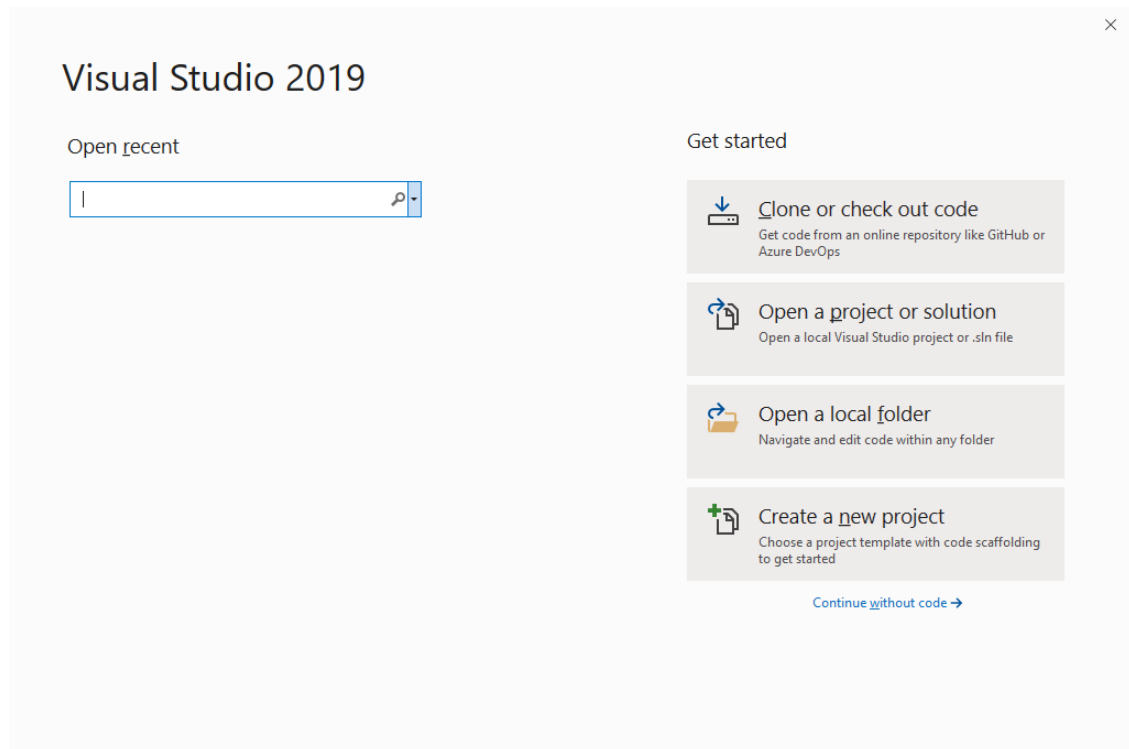 Visual Studio 2019
Open recent
Get started
Clone or check out code
Get code from an online repository like GitHub or
Azure DevOps
Open a project or solution
Open a local Visual Studio project or .sln file
Open a local folder
Navigate and edit code within any folder
Create a new project
Choose a project template with code scaffolding
to get started
Continue without code →